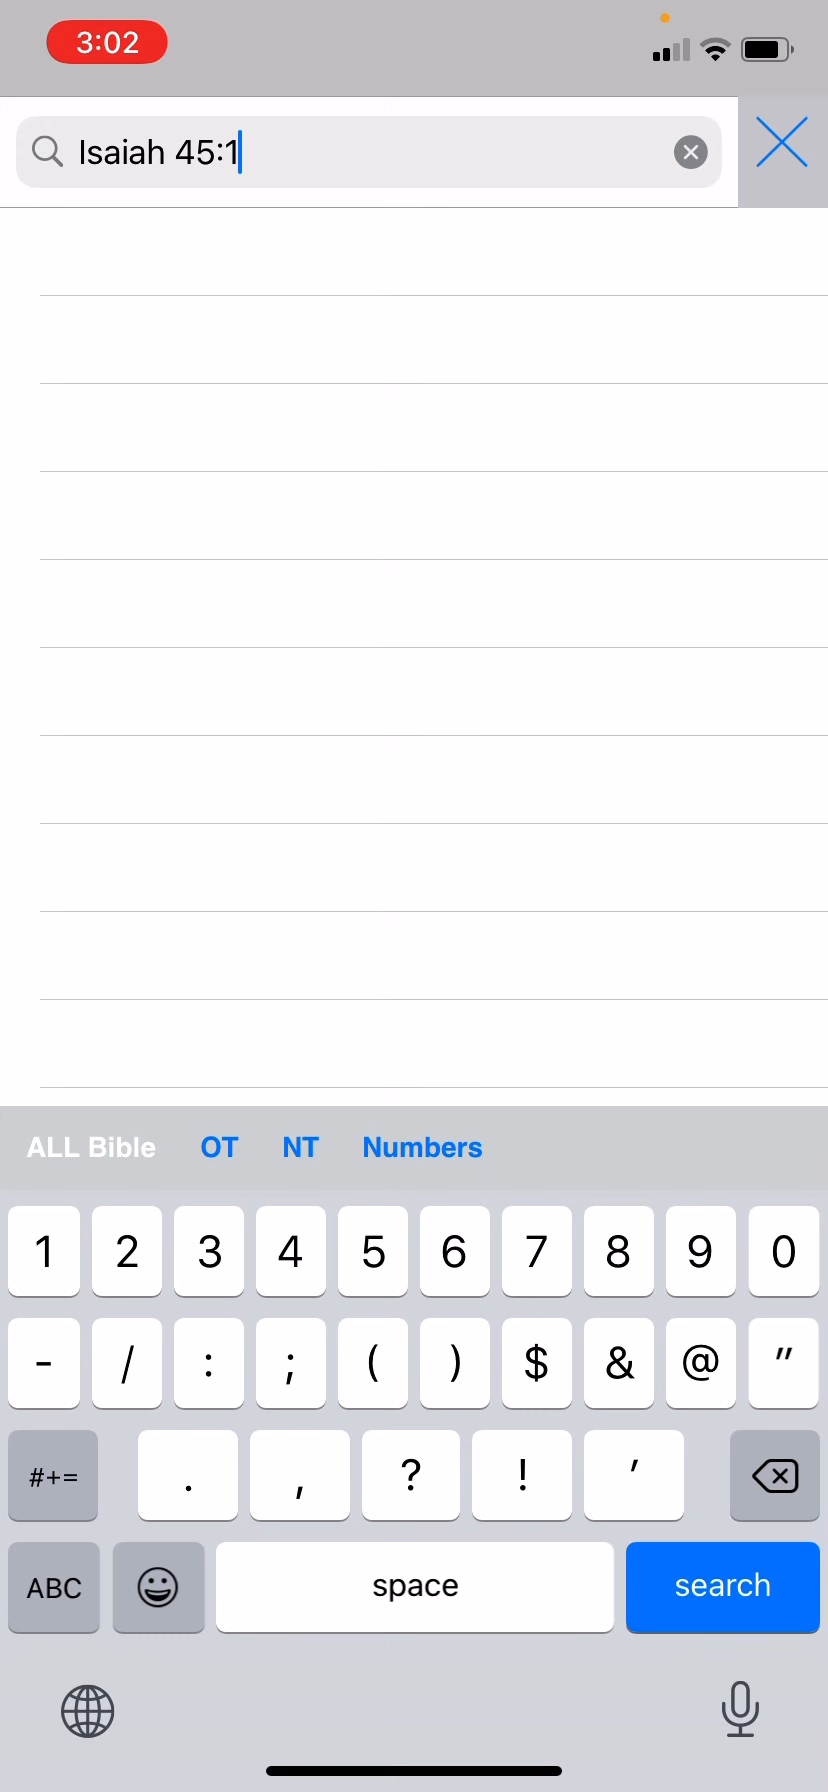 3:02
Isaiah 45:1
ALL Bible OT NT Numbers
1 2 3 4 5 6 7 8 9 0
- / : ; ( ) $ & @ "
#+= . , ? ! '
ABC space search